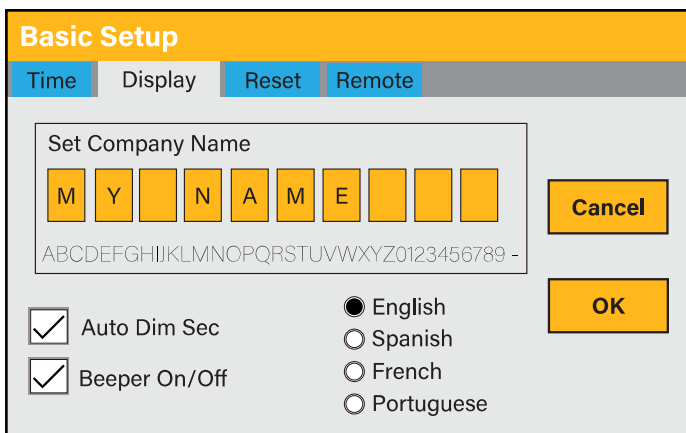 Basic Setup
Time Display Reset Remote
Set Company Name
M Y N A M E
ABCDEFGHIJKLMNOPQRSTUVWXYZ0123456789 -
Cancel
OK
Auto Dim Sec
Beeper On/Off
English
Spanish
French
Portuguese